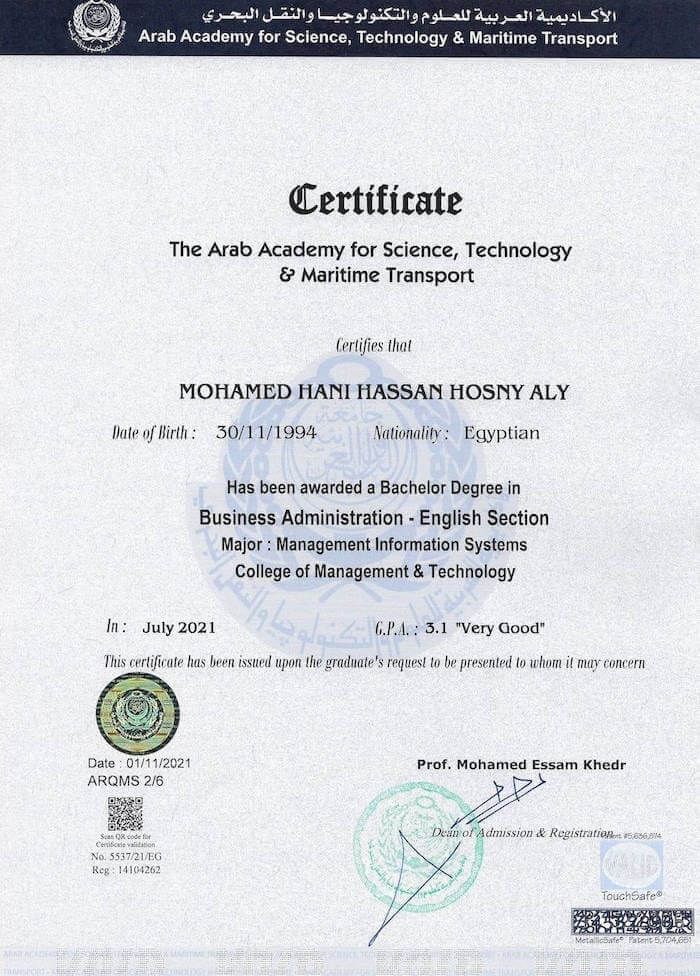 الأكاديمية العربية للعلوم والتكنولوجيا والنقل البحري
Arab Academy for Science, Technology & Maritime Transport
Certificate
The Arab Academy for Science, Technology
& Maritime Transport
Certifies that
MOHAMED HANI HASSAN HOSNY ALY
Date of Birth : 30/11/1994 Nationality : Egyptian
Has been awarded a Bachelor Degree in
Business Administration - English Section
Major : Management Information Systems
College of Management & Technology
In : July 2021 G.P.A. : 3.1 "Very Good"
This certificate has been issued upon the graduate's request to be presented to whom it may concern
Date : 01/11/2021
ARQMS 2/6
Prof. Mohamed Essam Khedr
Dean of Admission & Registration
Scan QR code for
Certificate validation
No. 5537/21/EG
Reg : 14104262
Patent #5,636,874
VALID
TouchSafe®
MetallicSafe® Patent 5,704,651